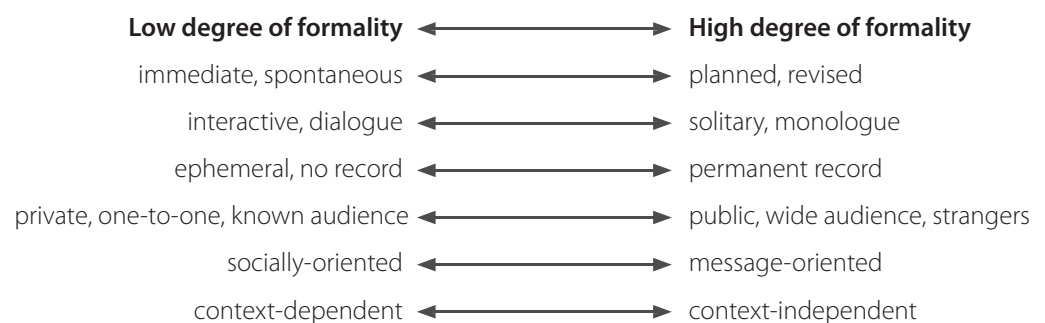 Low degree of formality High degree of formality
immediate, spontaneous planned, revised
interactive, dialogue solitary, monologue
ephemeral, no record permanent record
private, one-to-one, known audience public, wide audience, strangers
socially-oriented message-oriented
context-dependent context-independent